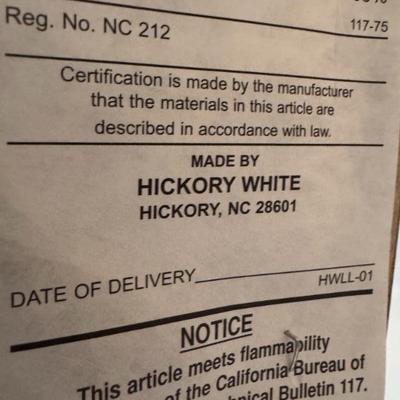 Reg. No. NC 212
117-75
Certification is made by the manufacturer
that the materials in this article are
described in accordance with law.
MADE BY
HICKORY WHITE
HICKORY, NC 28601
DATE OF DELIVERY
HWLL-01
NOTICE
This article meets flammability
of the California Bureau of
Technical Bulletin 117.